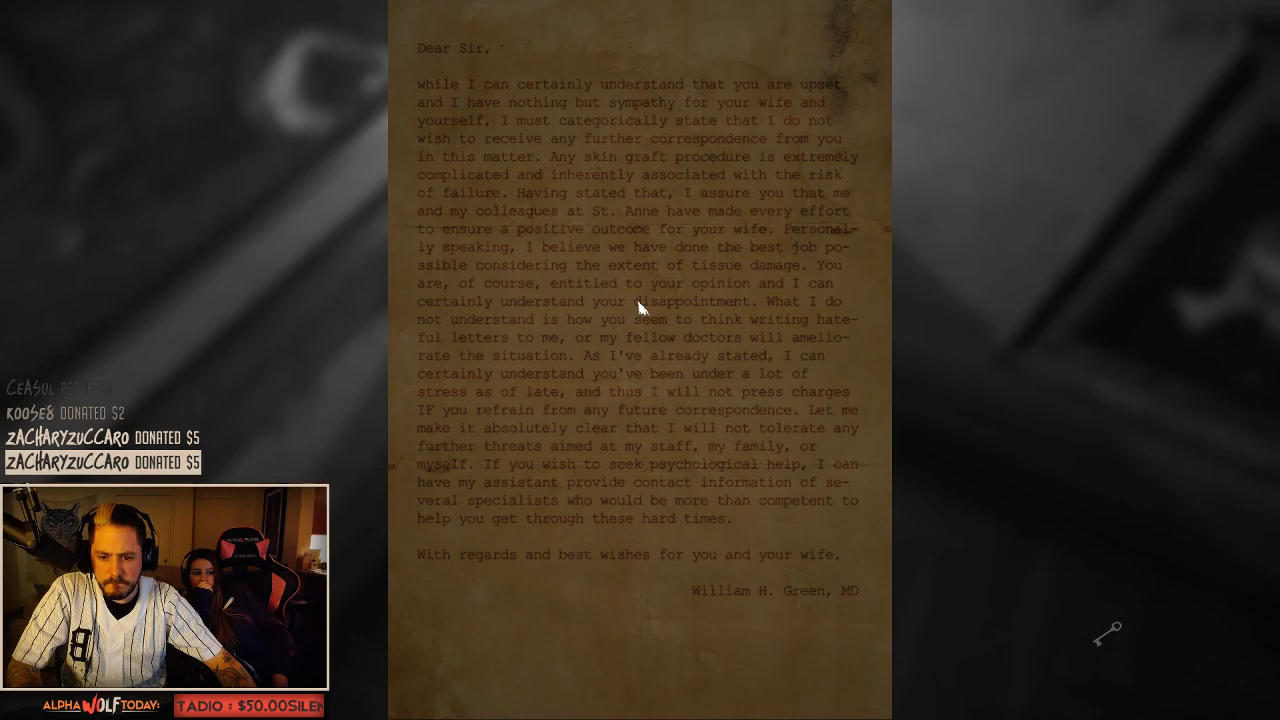 Dear Sir,
while I can certainly understand that you are upset
and I have nothing but sympathy for your wife and
yourself, I must categorically state that I do not
wish to receive any further correspondence from you
in this matter. Any skin graft procedure is extremely
complicated and inherently associated with the risk
of failure. Having stated that, I assure you that me
and my colleagues at St. Anne have made every effort
to ensure a positive outcome for your wife. Personal-
ly speaking, I believe we have done the best job po-
ssible considering the extent of tissue damage. You
are, of course, entitled to your opinion and I can
certainly understand your disappointment. What I do
not understand is how you seem to think writing hate-
ful letters to me, or my fellow doctors will amelio-
rate the situation. As I've already stated, I can
certainly understand you've been under a lot of
stress as of late, and thus I will not press charges
IF you refrain from any future correspondence. Let me
make it absolutely clear that I will not tolerate any
further threats aimed at my staff, my family, or
myself. If you wish to seek psychological help, I can
have my assistant provide contact information of se-
veral specialists who would be more than competent to
help you get through these hard times.
With regards and best wishes for you and your wife.
William H. Green, MD
CEASUL
KOOSE8 DONATED $2
ZACHARYZUCCARO DONATED $5
ZACHARYZUCCARO DONATED $5
B
ALPHA WOLF TODAY:
TADIO : $50.00SILEN